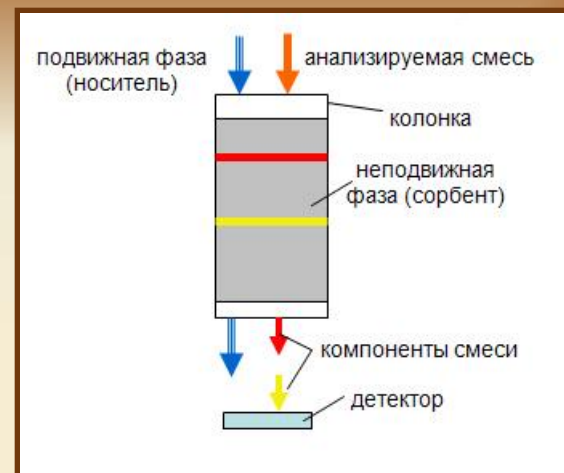 подвижная фаза
(носитель)
анализируемая смесь
колонка
неподвижная
фаза (сорбент)
компоненты смеси
детектор